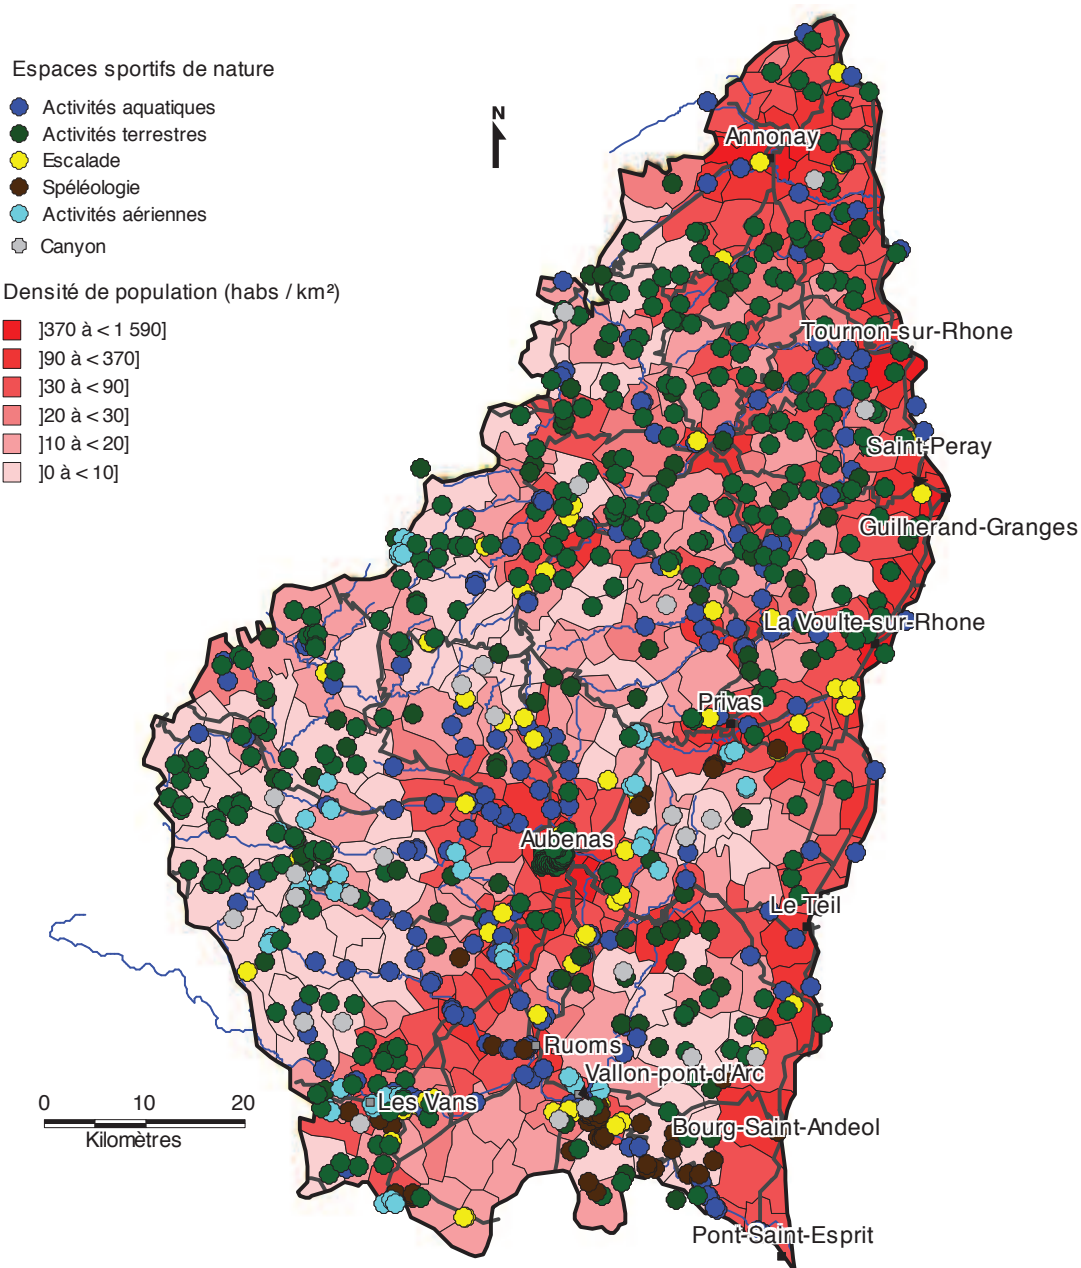 Espaces sportifs de nature
Activités aquatiques
Activités terrestres
Escalade
Spéléologie
Activités aériennes
Canyon
Densité de population (habs / km²)
]370 à < 1 590]
]90 à < 370]
]30 à < 90]
]20 à < 30]
]10 à < 20]
]0 à < 10]
N
Annonay
Tournon-sur-Rhone
Saint-Peray
Guilherand-Granges
La Voulte-sur-Rhone
Privas
Aubenas
Le Teil
Ruoms
Vallon-pont-d'Arc
Les Vans
Bourg-Saint-Andeol
Pont-Saint-Esprit
0 10 20
Kilomètres